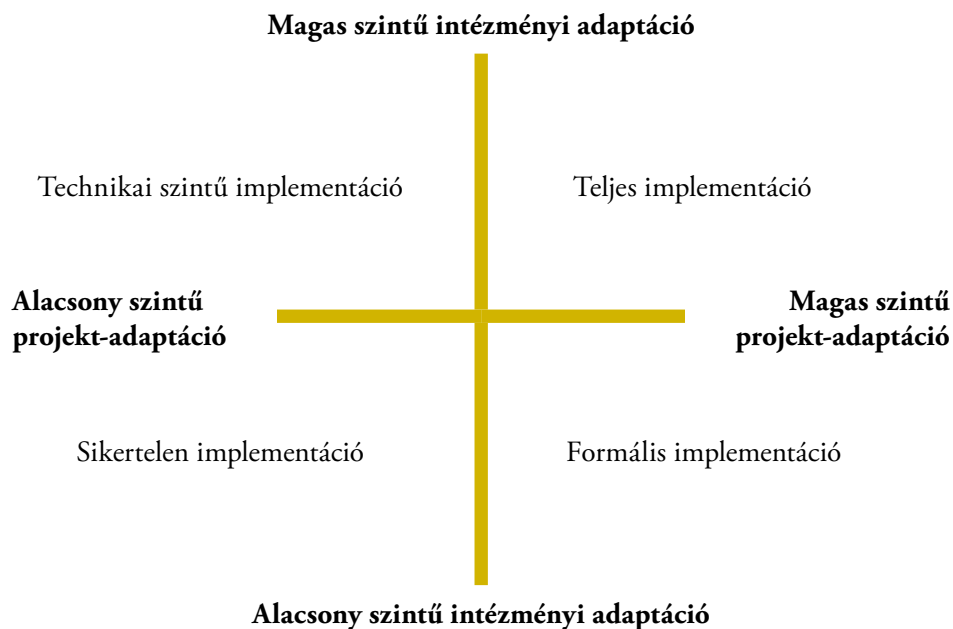 Magas szintű intézményi adaptáció
Technikai szintű implementáció
Teljes implementáció
Alacsony szintű
projekt-adaptáció
Magas szintű
projekt-adaptáció
Sikertelen implementáció
Formális implementáció
Alacsony szintű intézményi adaptáció